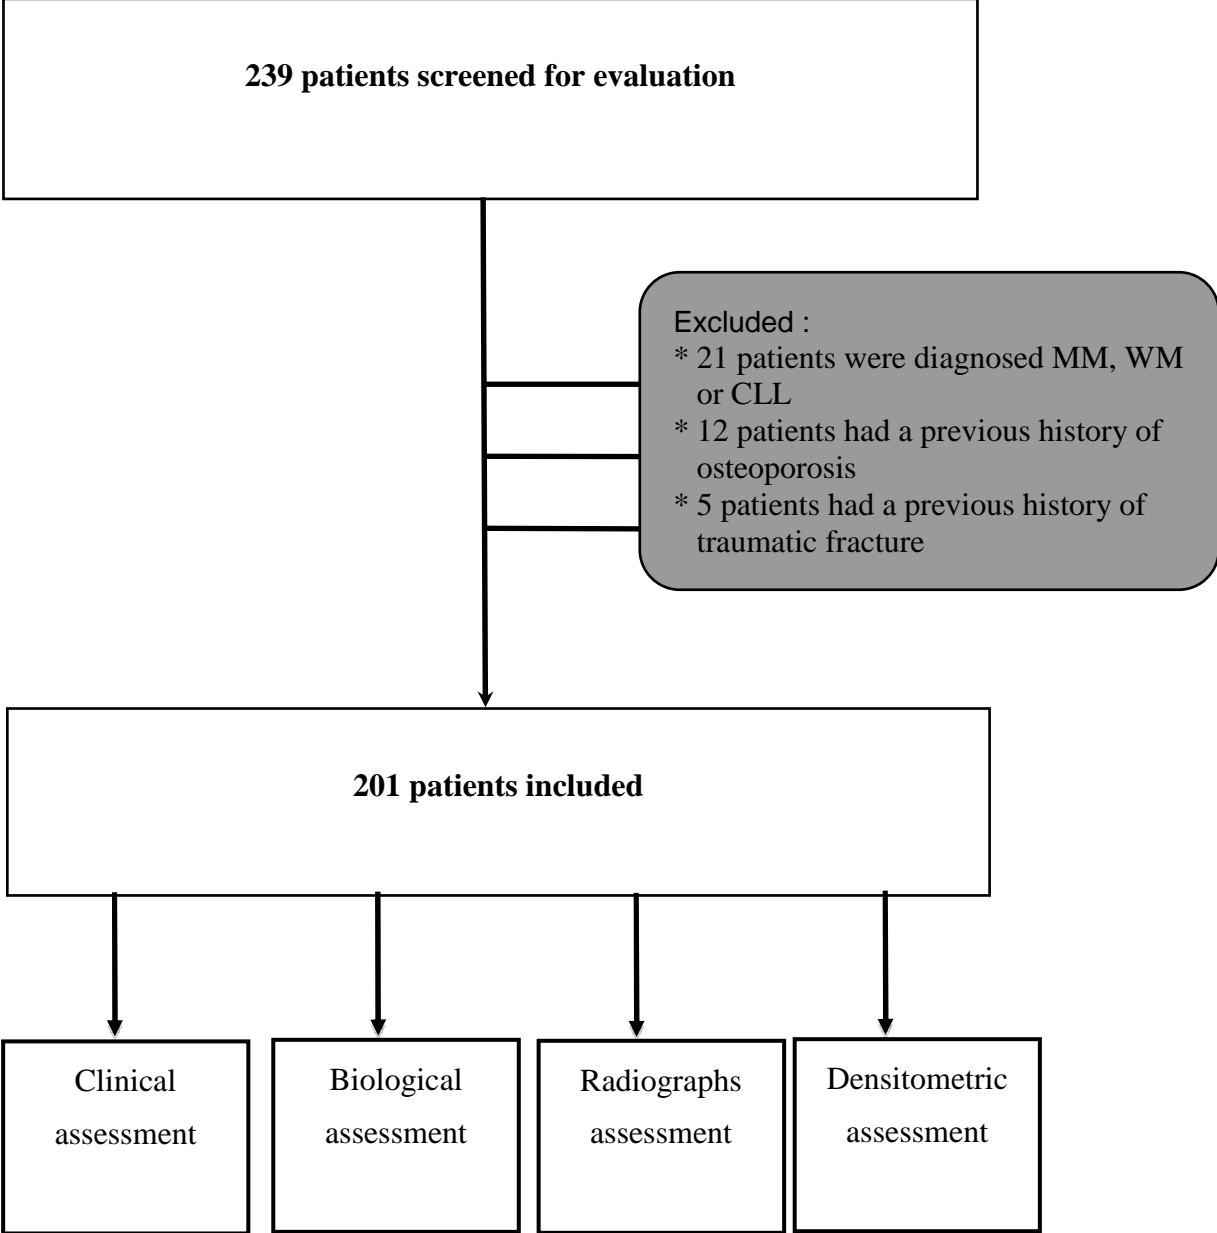 239 patients screened for evaluation
Excluded :
* 21 patients were diagnosed MM, WM
or CLL
* 12 patients had a previous history of
osteoporosis
* 5 patients had a previous history of
traumatic fracture
201 patients included
Clinical
assessment
Biological
assessment
Radiographs
assessment
Densitometric
assessment